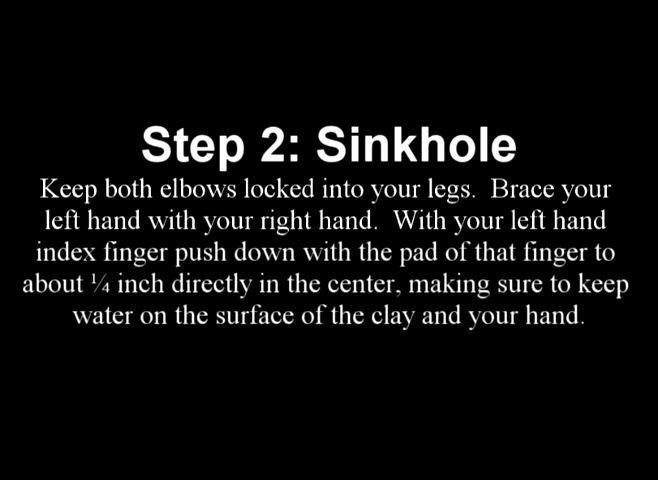 Step 2: Sinkhole
Keep both elbows locked into your legs.  Brace your
left hand with your right hand.  With your left hand
index finger push down with the pad of that finger to
about ¼ inch directly in the center, making sure to keep
water on the surface of the clay and your hand.